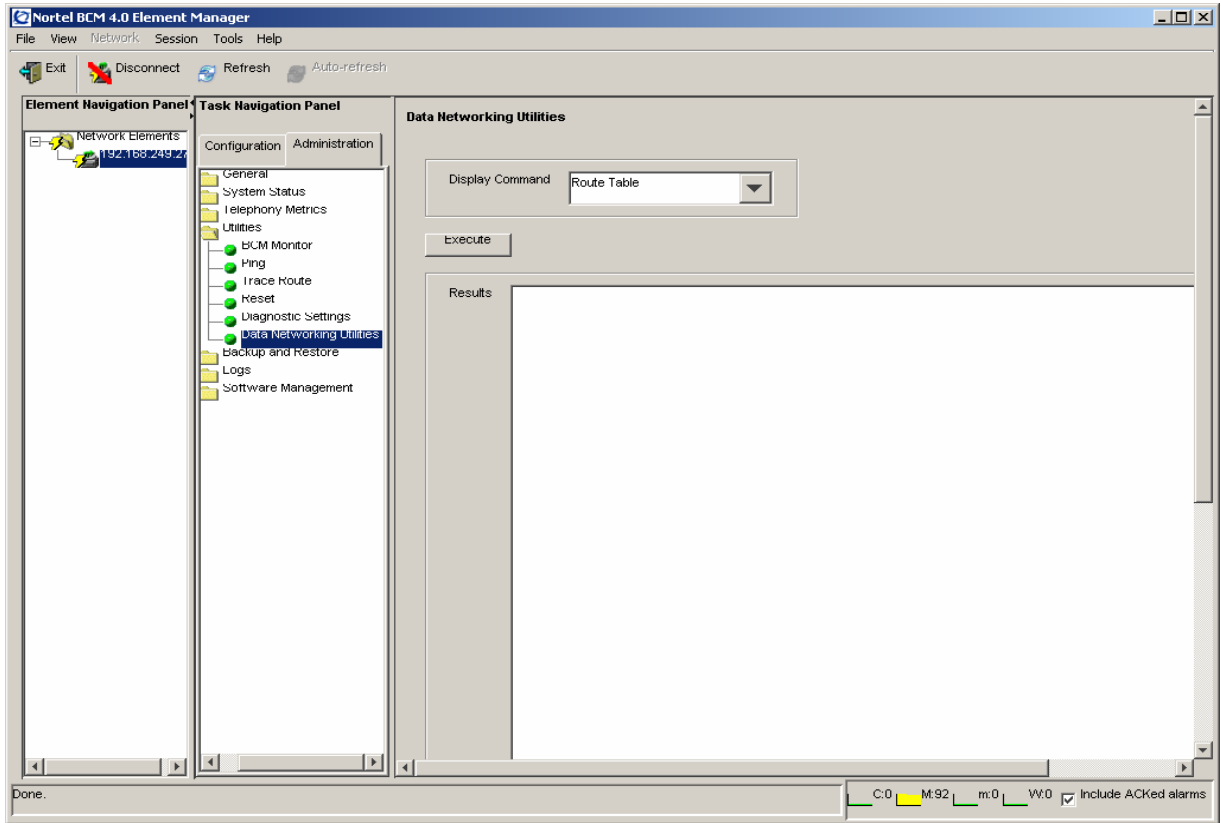 Nortel BCM 4.0 Element Manager
File View Network Session Tools Help
Exit Disconnect Refresh Auto-refresh
Element Navigation Panel
Network Elements
Task Navigation Panel
Configuration Administration
General
System Status
Telephony Metrics
Utilities
BCM Monitor
Ping
Trace Route
Reset
Diagnostic Settings
Data Networking Utilities
Backup and Restore
Logs
Software Management
Data Networking Utilities
Display Command Route Table
Execute
Results
Done.
C:0 M:92 m:0 W:0 Include ACKed alarms